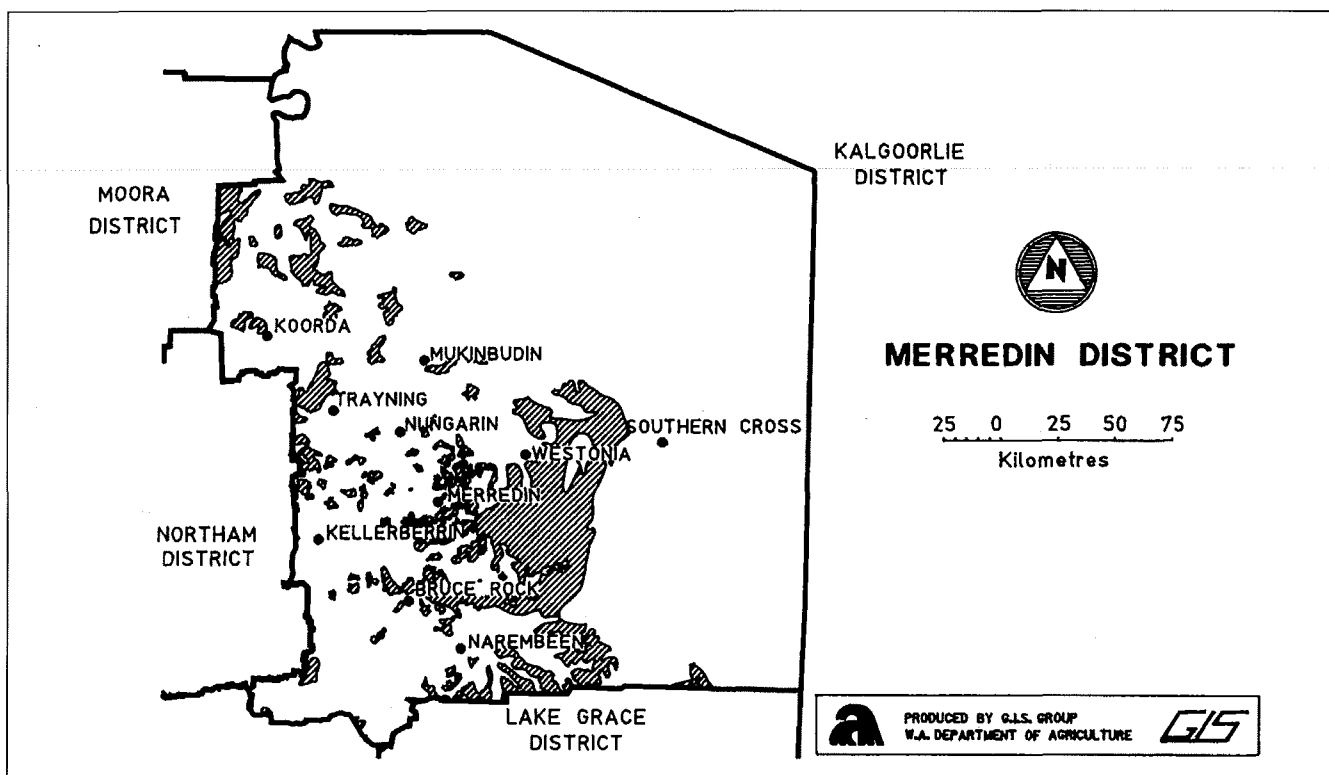 KALGOORLIE
DISTRICT
MOORA
DISTRICT
N
KOORDA
MUKINBUDIN
MERREDIN DISTRICT
TRAYNING
NUNGARIN
SOUTHERN CROSS
25 0 25 50 75
Kilometres
WESTONIA
MERREDIN
NORTHAM
DISTRICT
KELLERBERRIN
BRUCE ROCK
NAREMBEEN
LAKE GRACE
DISTRICT
PRODUCED BY G.I.S. GROUP
W.A. DEPARTMENT OF AGRICULTURE
GIS